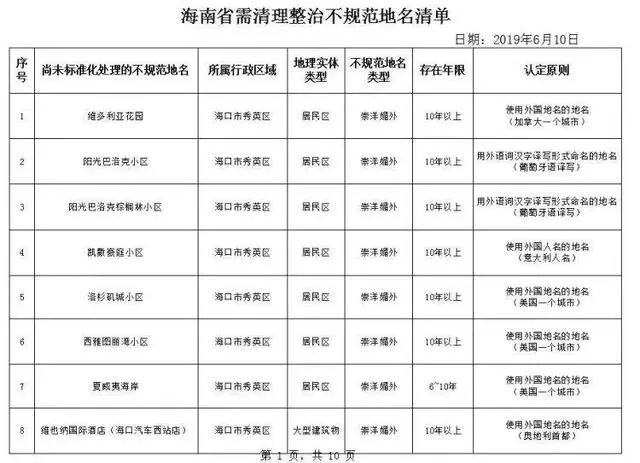 海南省需清理整治不规范地名清单
日期：2019年6月10日
序号 尚未标准化处理的不规范地名 所属行政区域 地理实体类型 不规范地名类型 存在年限 认定原则
1 维多利亚花园 海口市秀英区 居民区 崇洋媚外 10年以上 使用外国地名的地名（加拿大一个城市）
2 阳光巴洛克小区 海口市秀英区 居民区 崇洋媚外 10年以上 用外语词汉字译写形式命名的地名（葡萄牙语译写）
3 阳光巴洛克棕榈林小区 海口市秀英区 居民区 崇洋媚外 10年以上 用外语词汉字译写形式命名的地名（葡萄牙语译写）
4 凯撒豪庭小区 海口市秀英区 居民区 崇洋媚外 10年以上 使用外国人名的地名（意大利人名）
5 洛杉矶城小区 海口市秀英区 居民区 崇洋媚外 10年以上 使用外国地名的地名（美国一个城市）
6 西雅图丽湾小区 海口市秀英区 居民区 崇洋媚外 10年以上 使用外国地名的地名（美国一个城市）
7 夏威夷海岸 海口市秀英区 居民区 崇洋媚外 6~10年 使用外国地名的地名（美国一个城市）
8 维也纳国际酒店（海口汽车西站店） 海口市秀英区 大型建筑物 崇洋媚外 10年以上 使用外国地名的地名（奥地利首都）
第 1 页，共 10 页